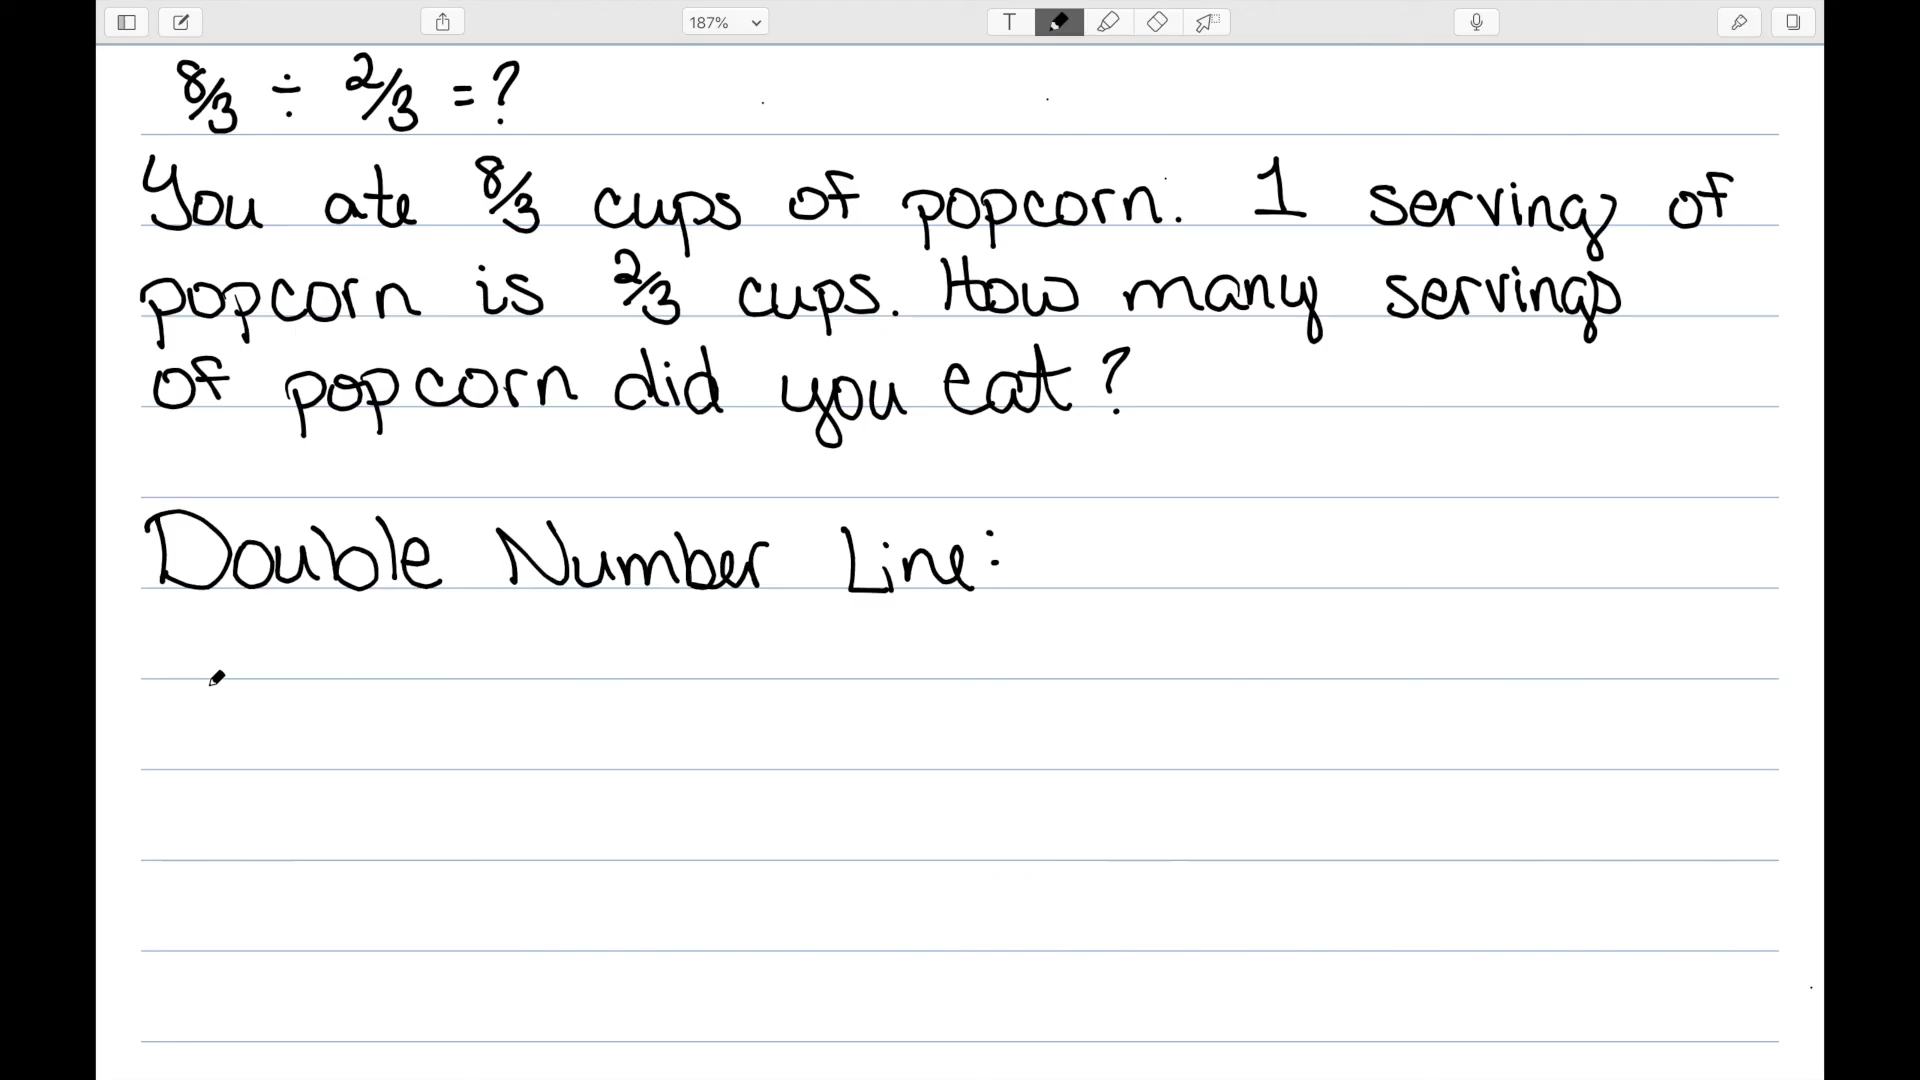 187%
T
8/3 ÷ 2/3 = ?
You ate 8/3 cups of popcorn. 1 serving of
popcorn is 2/3 cups. How many servings
of popcorn did you eat?
Double Number Line: